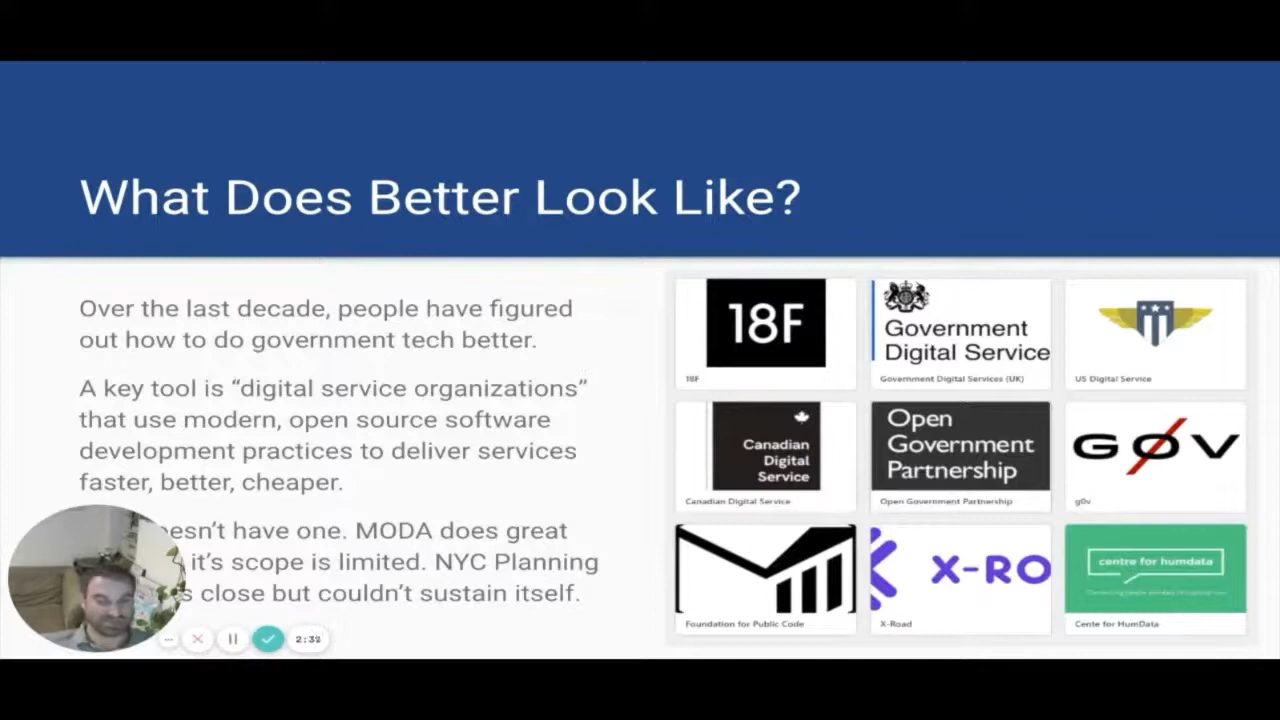 What Does Better Look Like?
Over the last decade, people have figured
out how to do government tech better.
A key tool is “digital service organizations”
that use modern, open source software
development practices to deliver services
faster, better, cheaper.
have one. MODA does great
it’s scope is limited. NYC Planning
close but couldn’t sustain itself.
18F
18F
Government
Digital Service
Government Digital Services (UK)
US Digital Service
Canadian
Digital
Service
Canadian Digital Service
Open
Government
Partnership
Open Government Partnership
GØV
g0v
Foundation for Public Code
X-RO
X-Road
centre for humdata
Cente for HumData
2:32